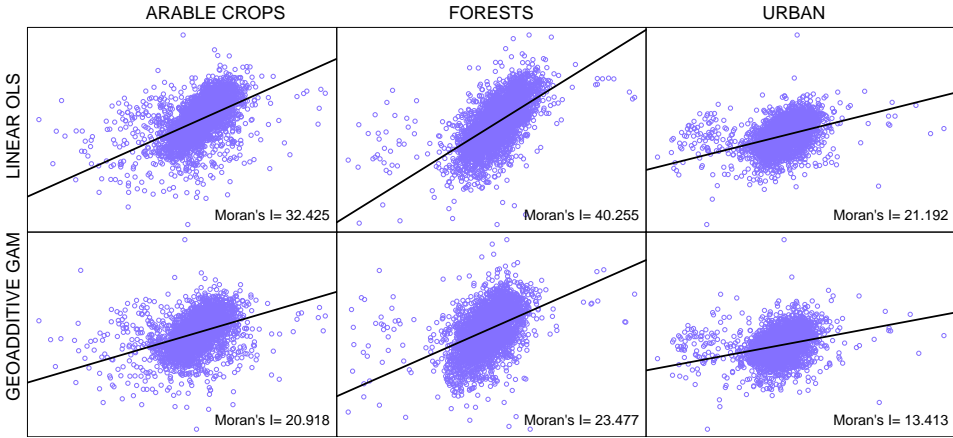 ARABLE CROPS
FORESTS
URBAN
LINEAR OLS
Moran's I= 32.425
Moran's I= 40.255
Moran's I= 21.192
GEOADDITIVE GAM
Moran's I= 20.918
Moran's I= 23.477
Moran's I= 13.413